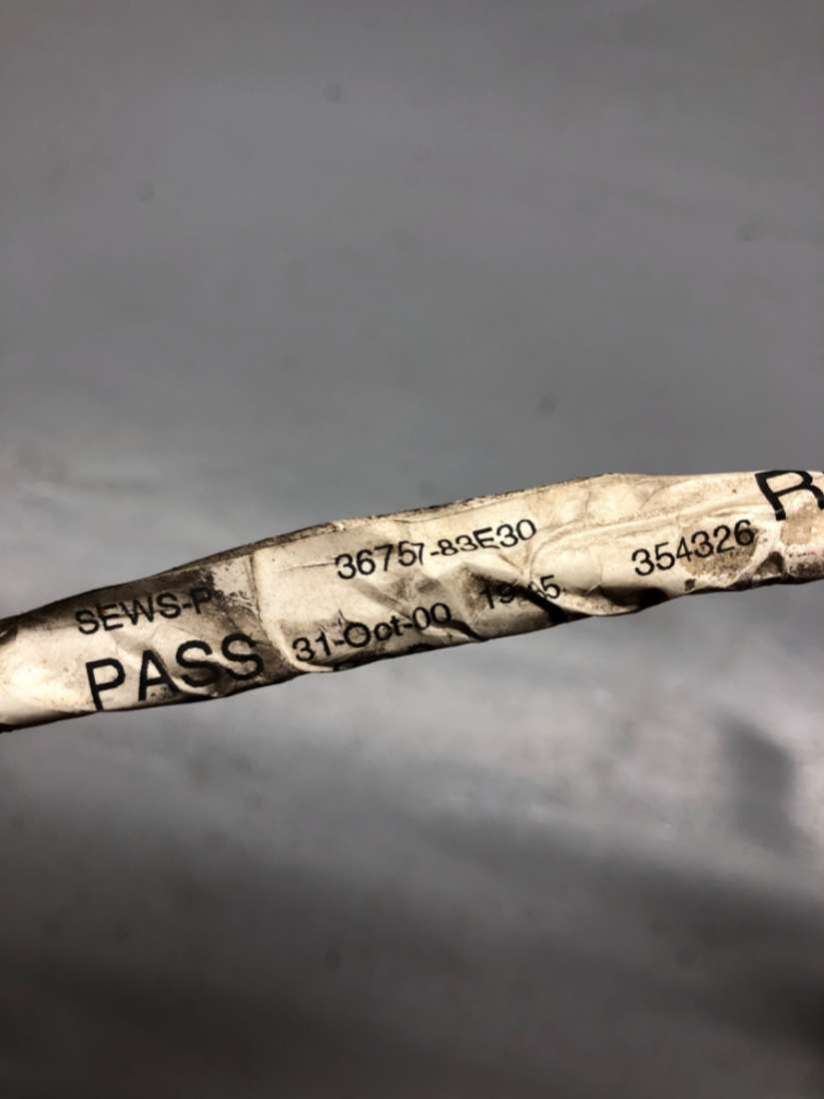 SEWS-P
PASS
36757-83E30
31-Oct-00
354326
R